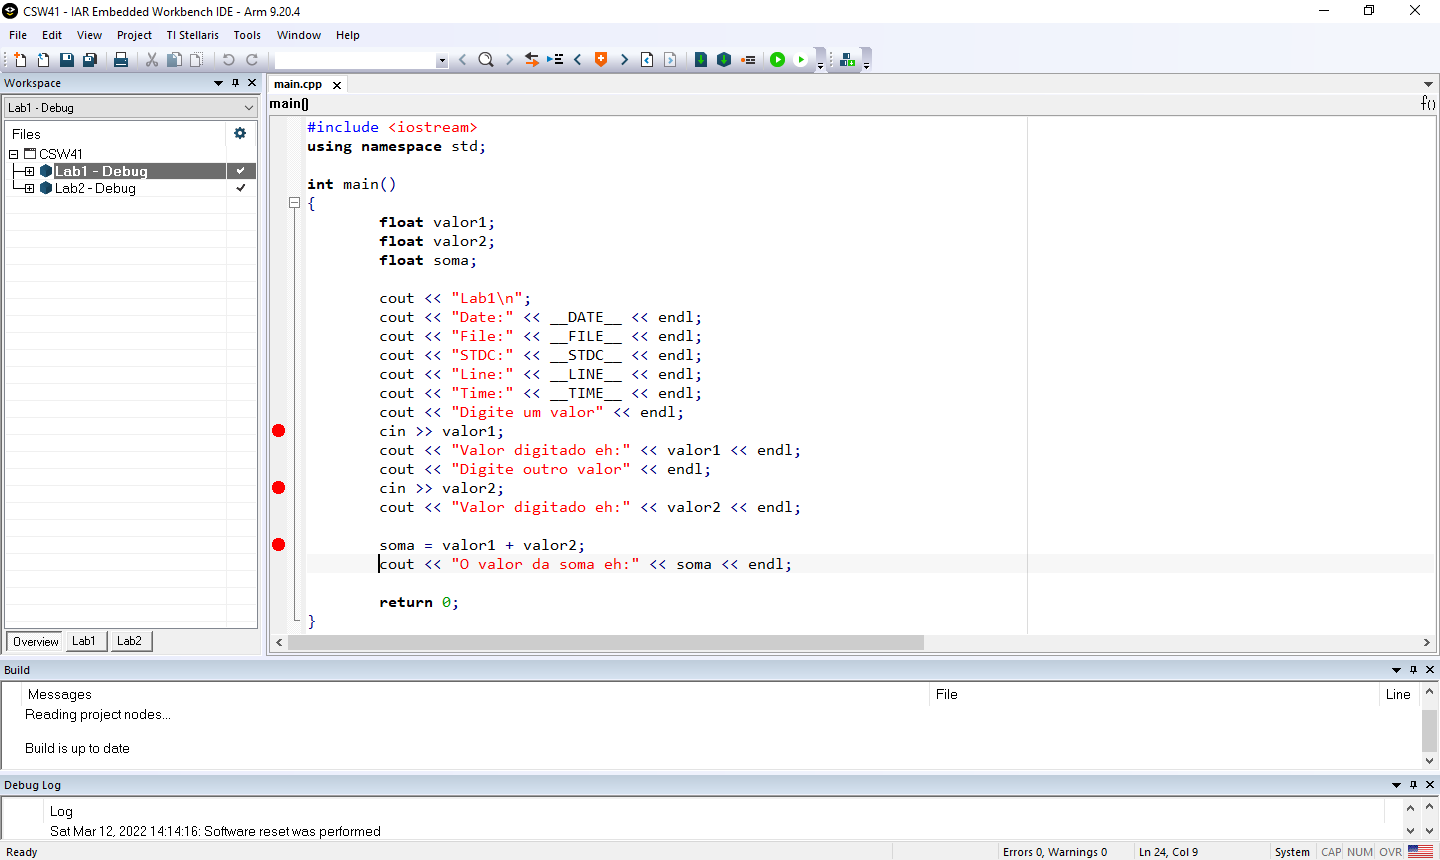 CSW41 - IAR Embedded Workbench IDE - Arm 9.20.4
File Edit View Project TI Stellaris Tools Window Help
Workspace
main.cpp
Lab1 - Debug
main()
f()
Files
CSW41
Lab1 - Debug
Lab2 - Debug
#include <iostream>
using namespace std;
int main()
{
float valor1;
float valor2;
float soma;
cout << "Lab1\n";
cout << "Date:" << __DATE__ << endl;
cout << "File:" << __FILE__ << endl;
cout << "STDC:" << __STDC__ << endl;
cout << "Line:" << __LINE__ << endl;
cout << "Time:" << __TIME__ << endl;
cout << "Digite um valor" << endl;
cin >> valor1;
cout << "Valor digitado eh:" << valor1 << endl;
cout << "Digite outro valor" << endl;
cin >> valor2;
cout << "Valor digitado eh:" << valor2 << endl;
soma = valor1 + valor2;
cout << "O valor da soma eh:" << soma << endl;
return 0;
}
Overview Lab1 Lab2
Build
Messages File Line
Reading project nodes...
Build is up to date
Debug Log
Log
Sat Mar 12, 2022 14:14:16: Software reset was performed
Ready Errors 0, Warnings 0 Ln 24, Col 9 System CAP NUM OVR